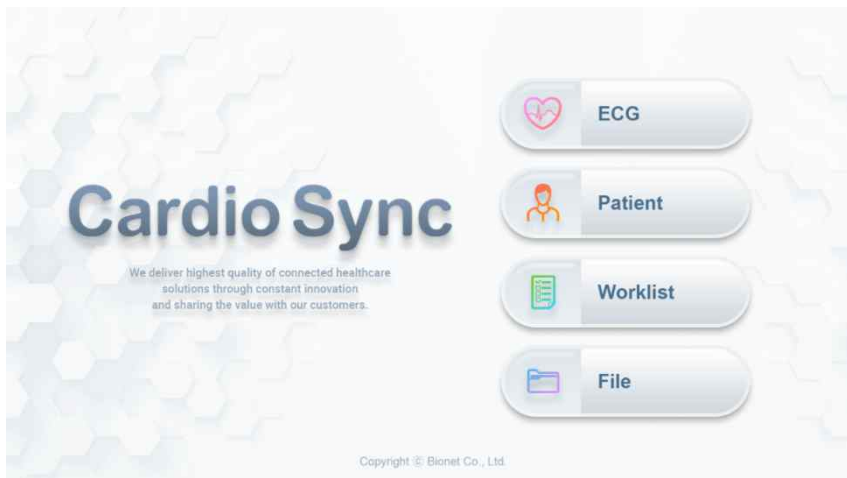 Cardio Sync
We deliver highest quality of connected healthcare
solutions through constant innovation
and sharing the value with our customers.
ECG
Patient
Worklist
File
Copyright © Bionet Co., Ltd.